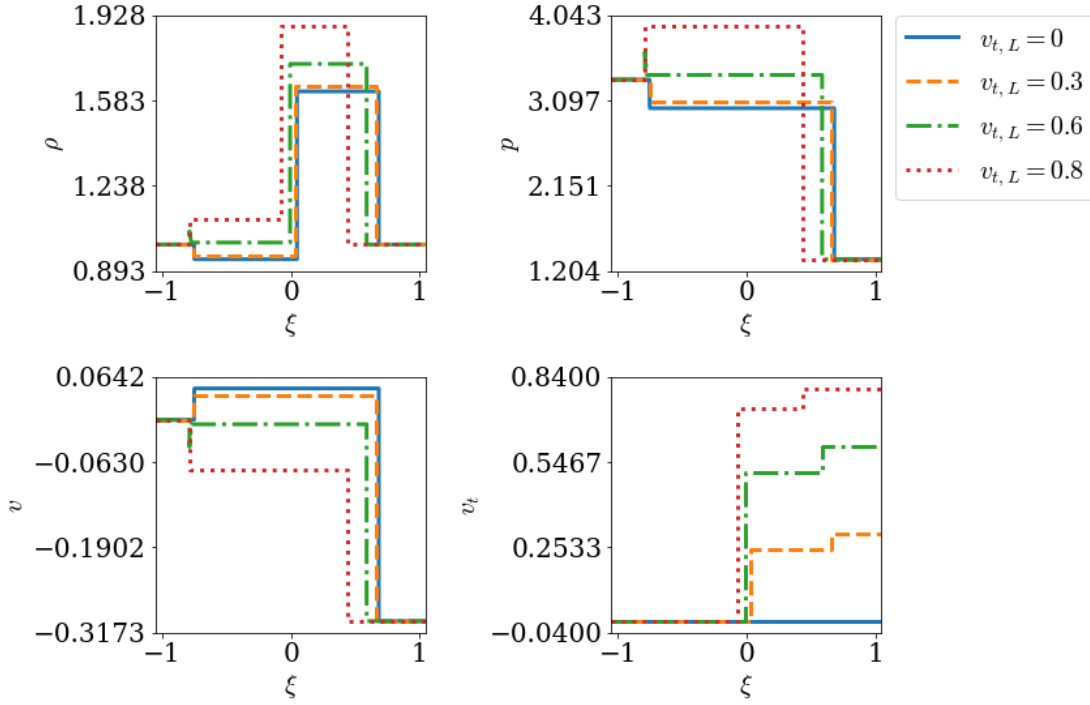 1.928
1.583
1.238
0.893
ρ
−1 0 1
ξ
4.043
3.097
2.151
1.204
p
−1 0 1
ξ
v_{t, L} = 0
v_{t, L} = 0.3
v_{t, L} = 0.6
v_{t, L} = 0.8
0.0642
−0.0630
−0.1902
−0.3173
v
−1 0 1
ξ
0.8400
0.5467
0.2533
−0.0400
v_t
−1 0 1
ξ